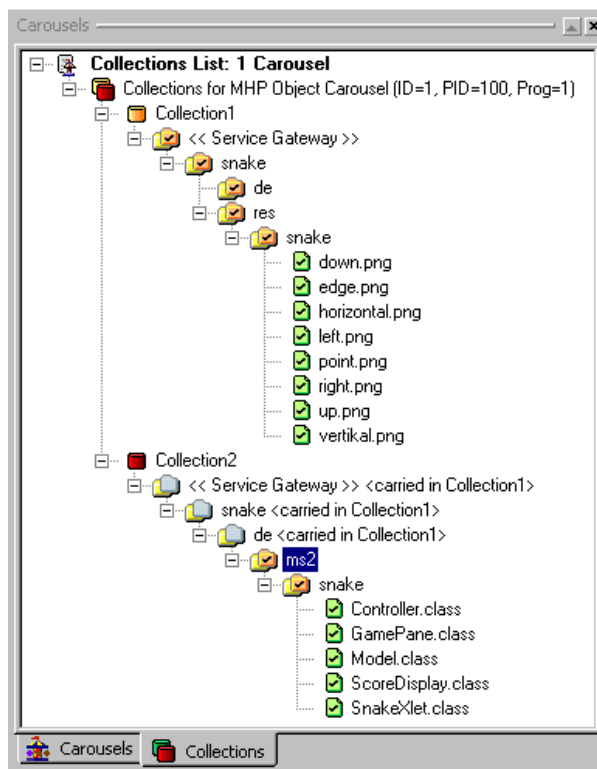 Carousels
Collections List: 1 Carousel
Collections for MHP Object Carousel (ID=1, PID=100, Prog=1)
Collection1
<< Service Gateway >>
snake
de
res
snake
down.png
edge.png
horizontal.png
left.png
point.png
right.png
up.png
vertikal.png
Collection2
<< Service Gateway >> <carried in Collection1>
snake <carried in Collection1>
de <carried in Collection1>
ms2
snake
Controller.class
GamePane.class
Model.class
ScoreDisplay.class
SnakeXlet.class
Carousels Collections